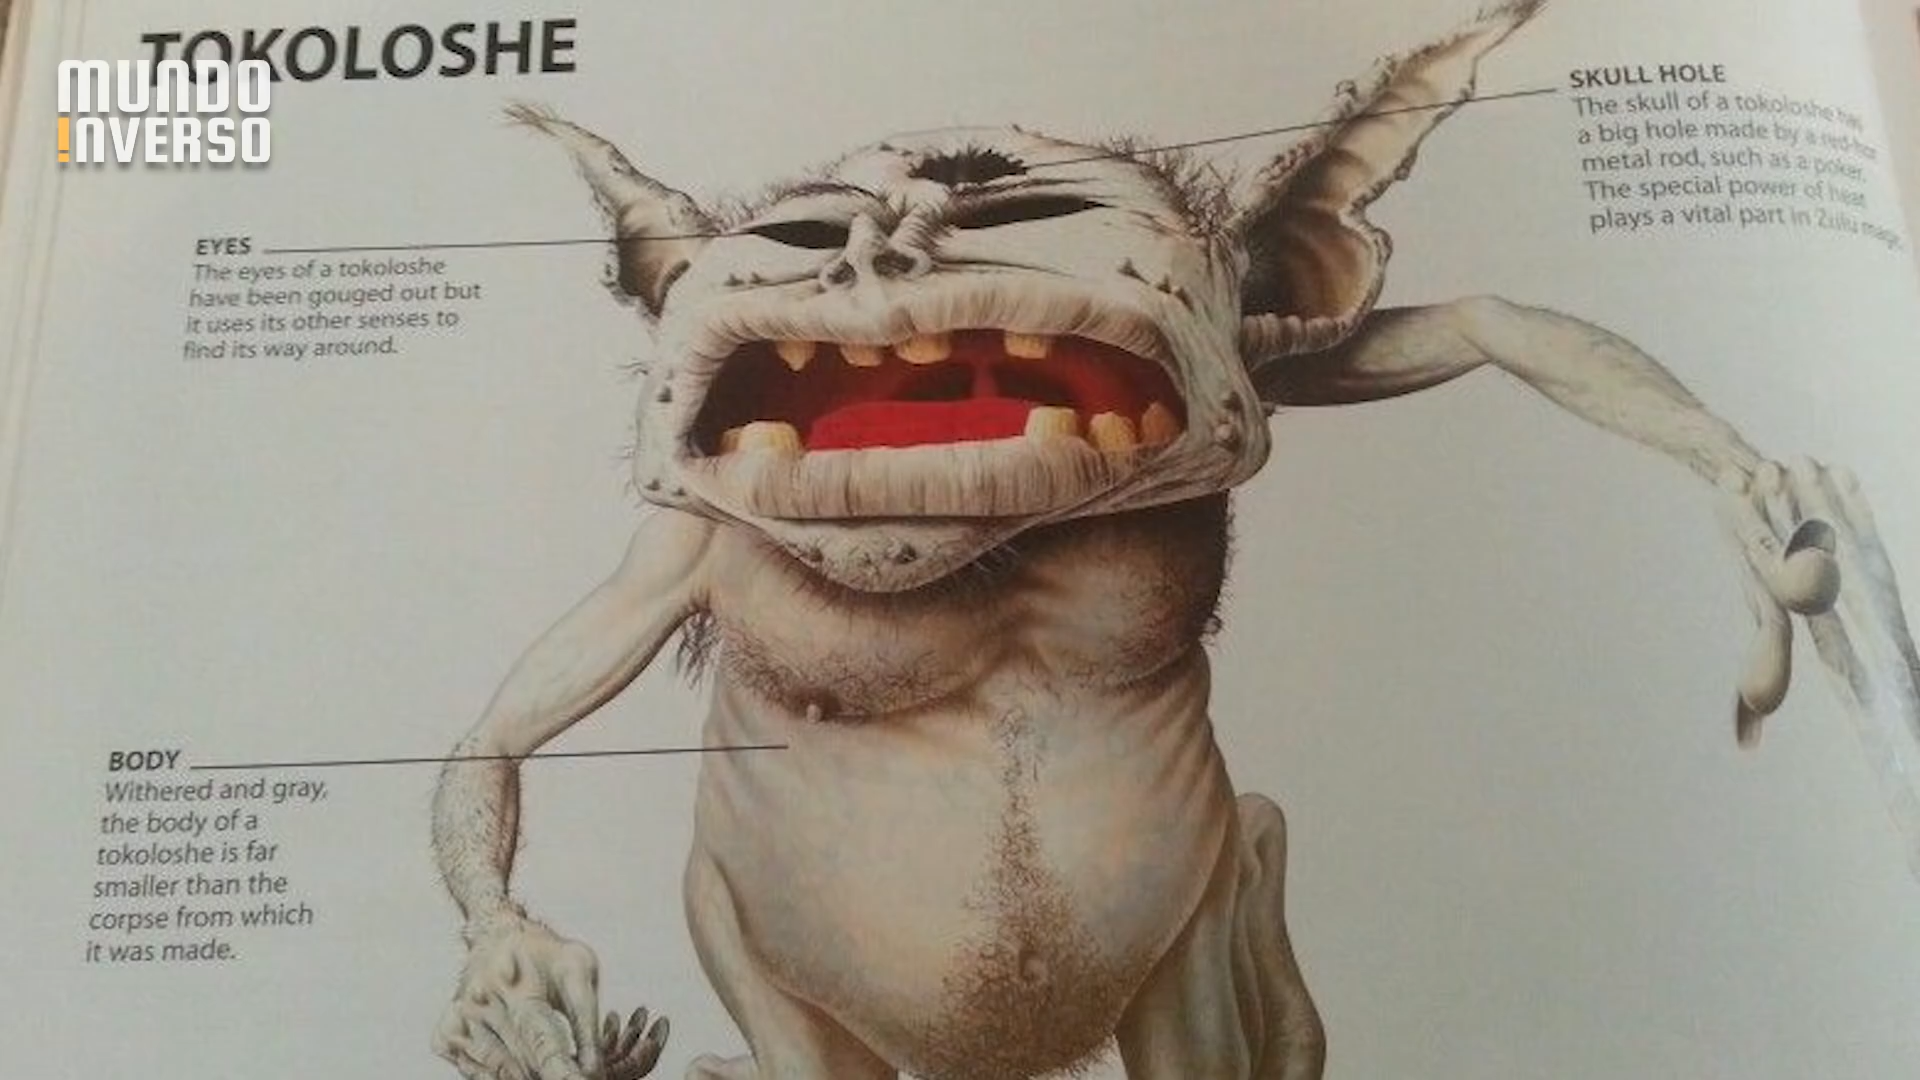 TOKOLOSHE
MUNDO
!NVERSO
SKULL HOLE
The skull of a tokoloshe has
a big hole made by a red-hot
metal rod, such as a poker.
The special power of heat
plays a vital part in Zulu magic.
EYES
The eyes of a tokoloshe
have been gouged out but
it uses its other senses to
find its way around.
BODY
Withered and gray,
the body of a
tokoloshe is far
smaller than the
corpse from which
it was made.